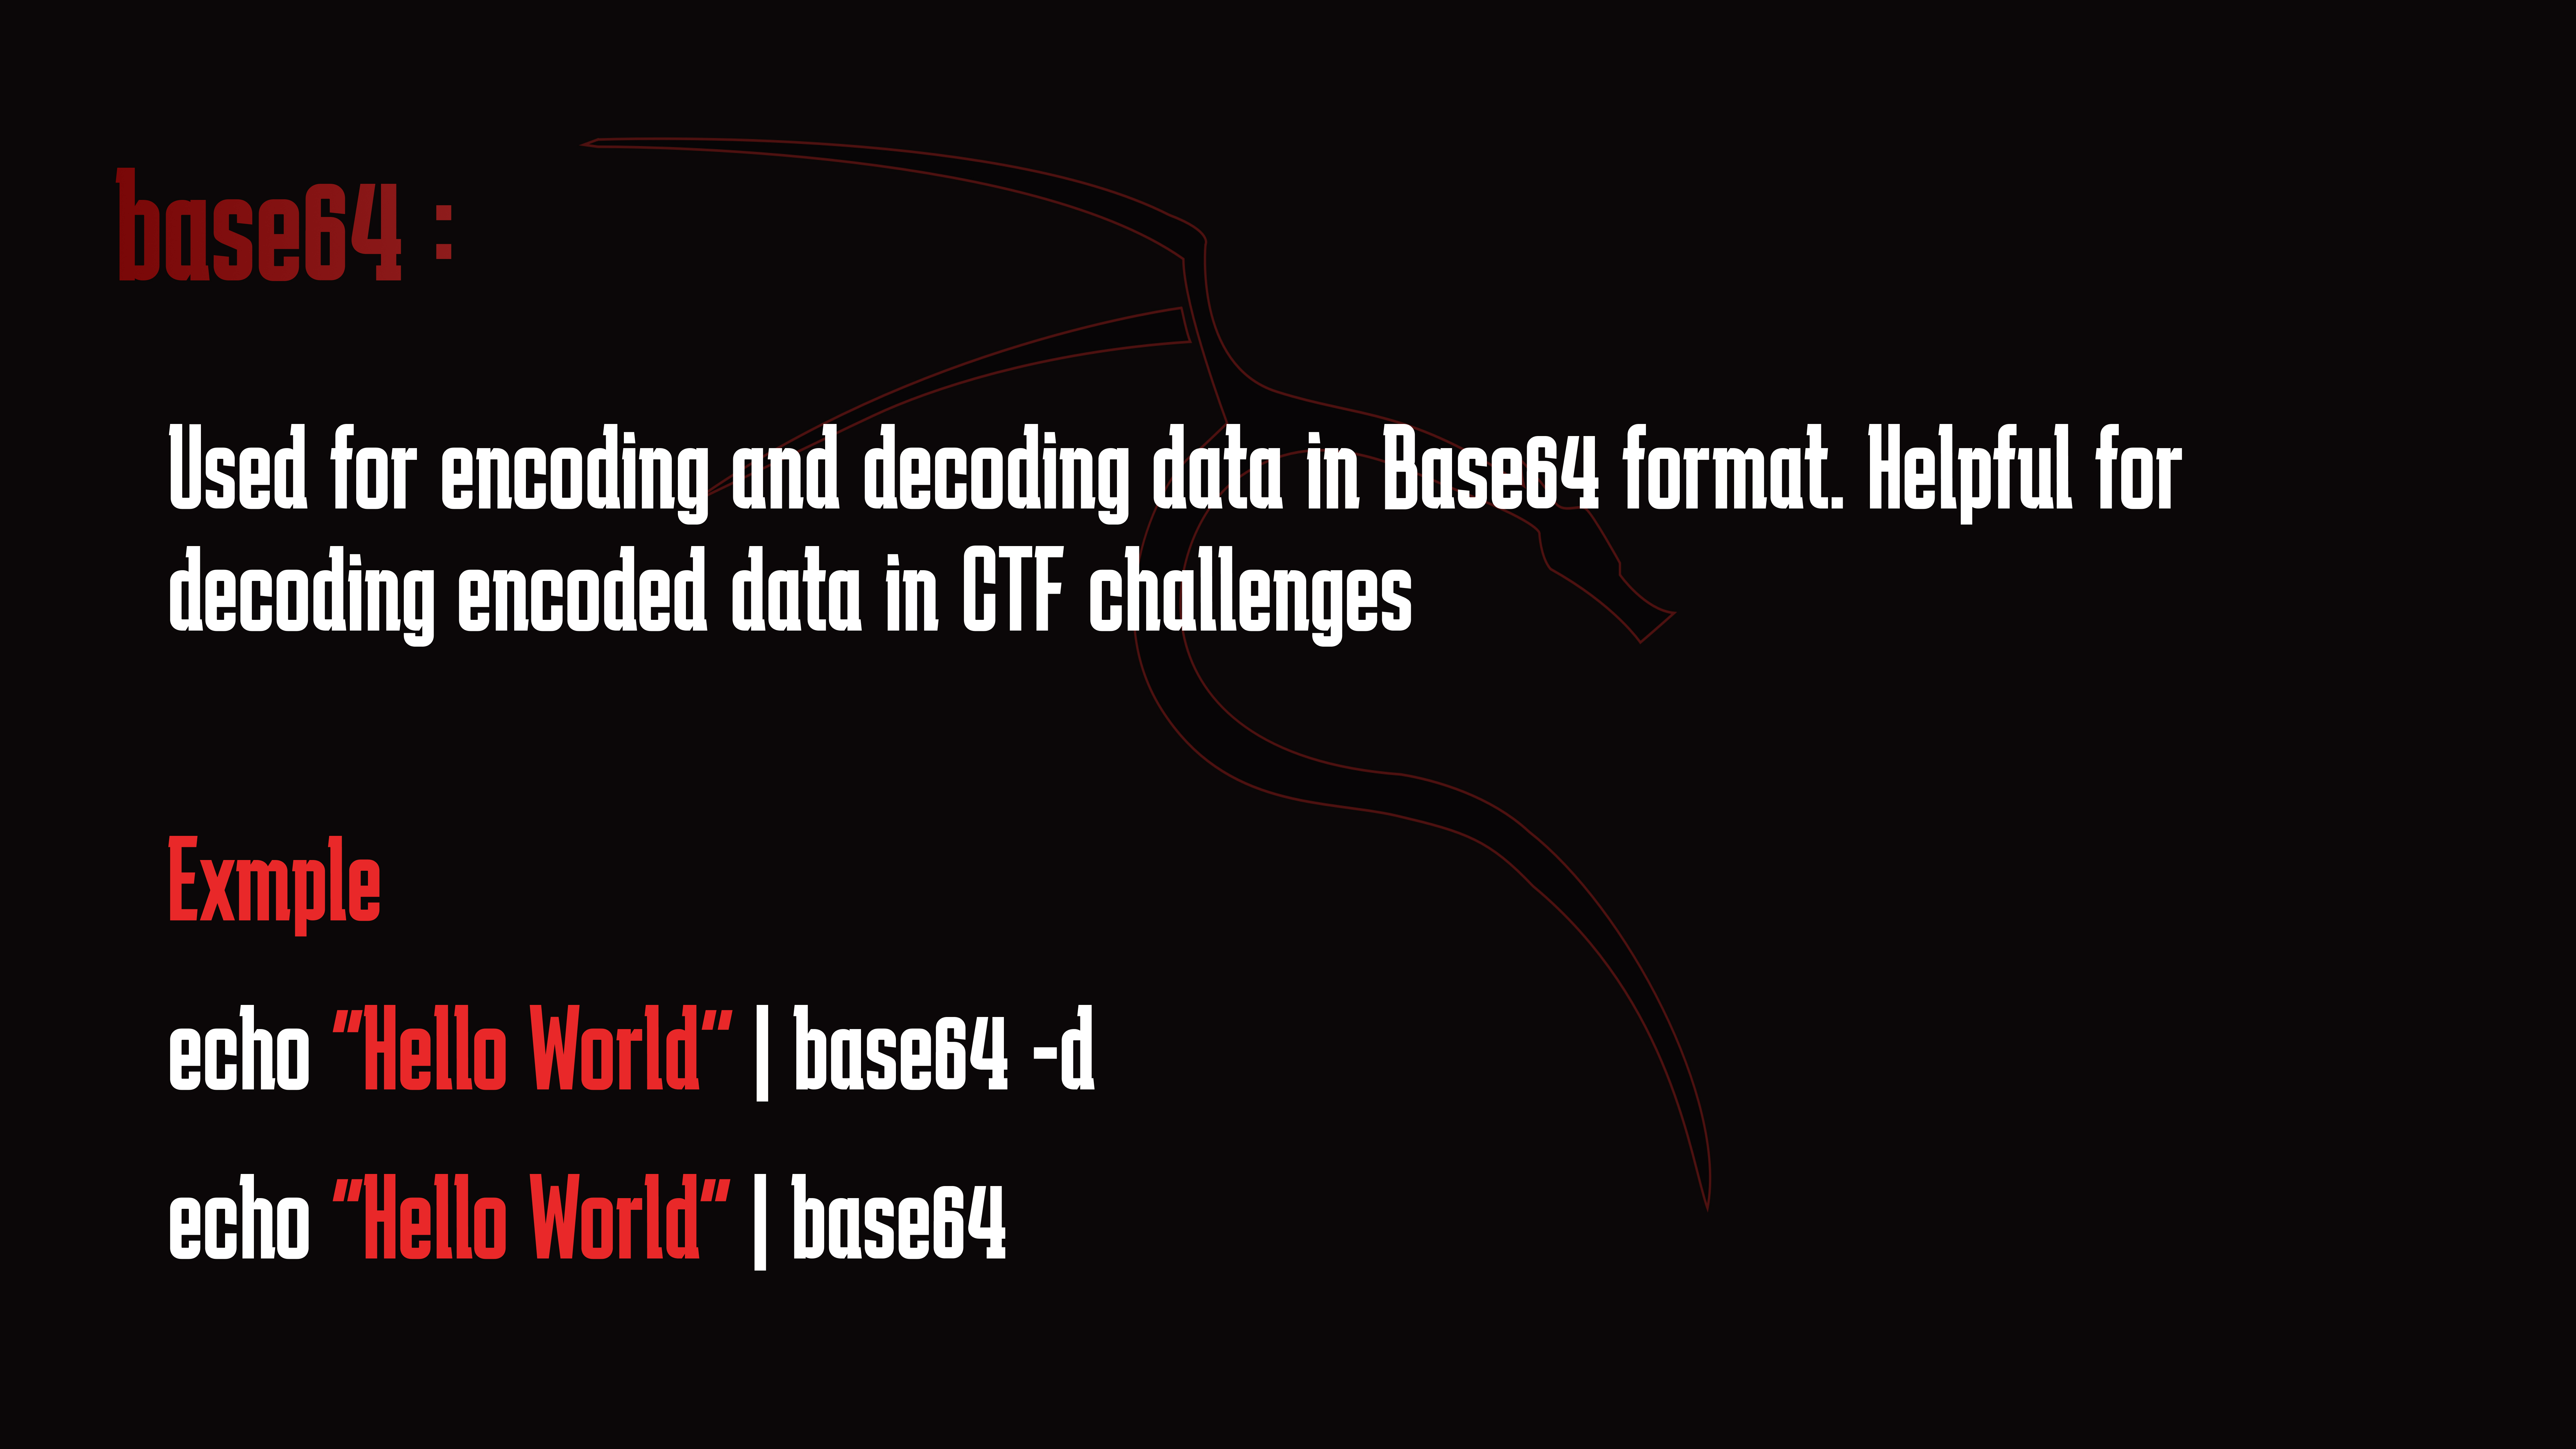 base64 :
Used for encoding and decoding data in Base64 format. Helpful for
decoding encoded data in CTF challenges
Exmple
echo "Hello World" | base64 -d
echo "Hello World" | base64